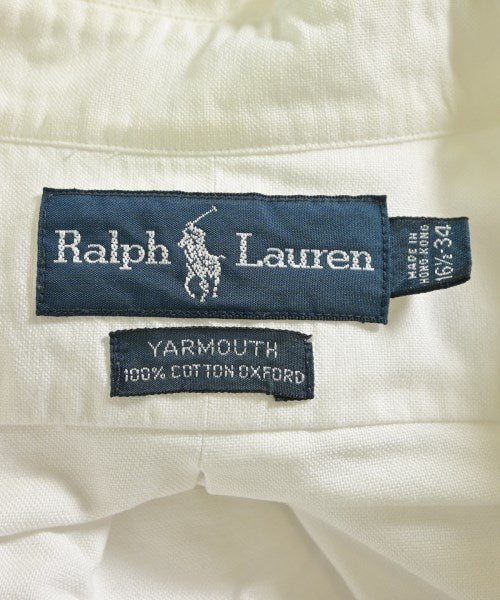 Ralph Lauren
MADE IN
HONG KONG
16½-34
YARMOUTH
100% COTTON OXFORD